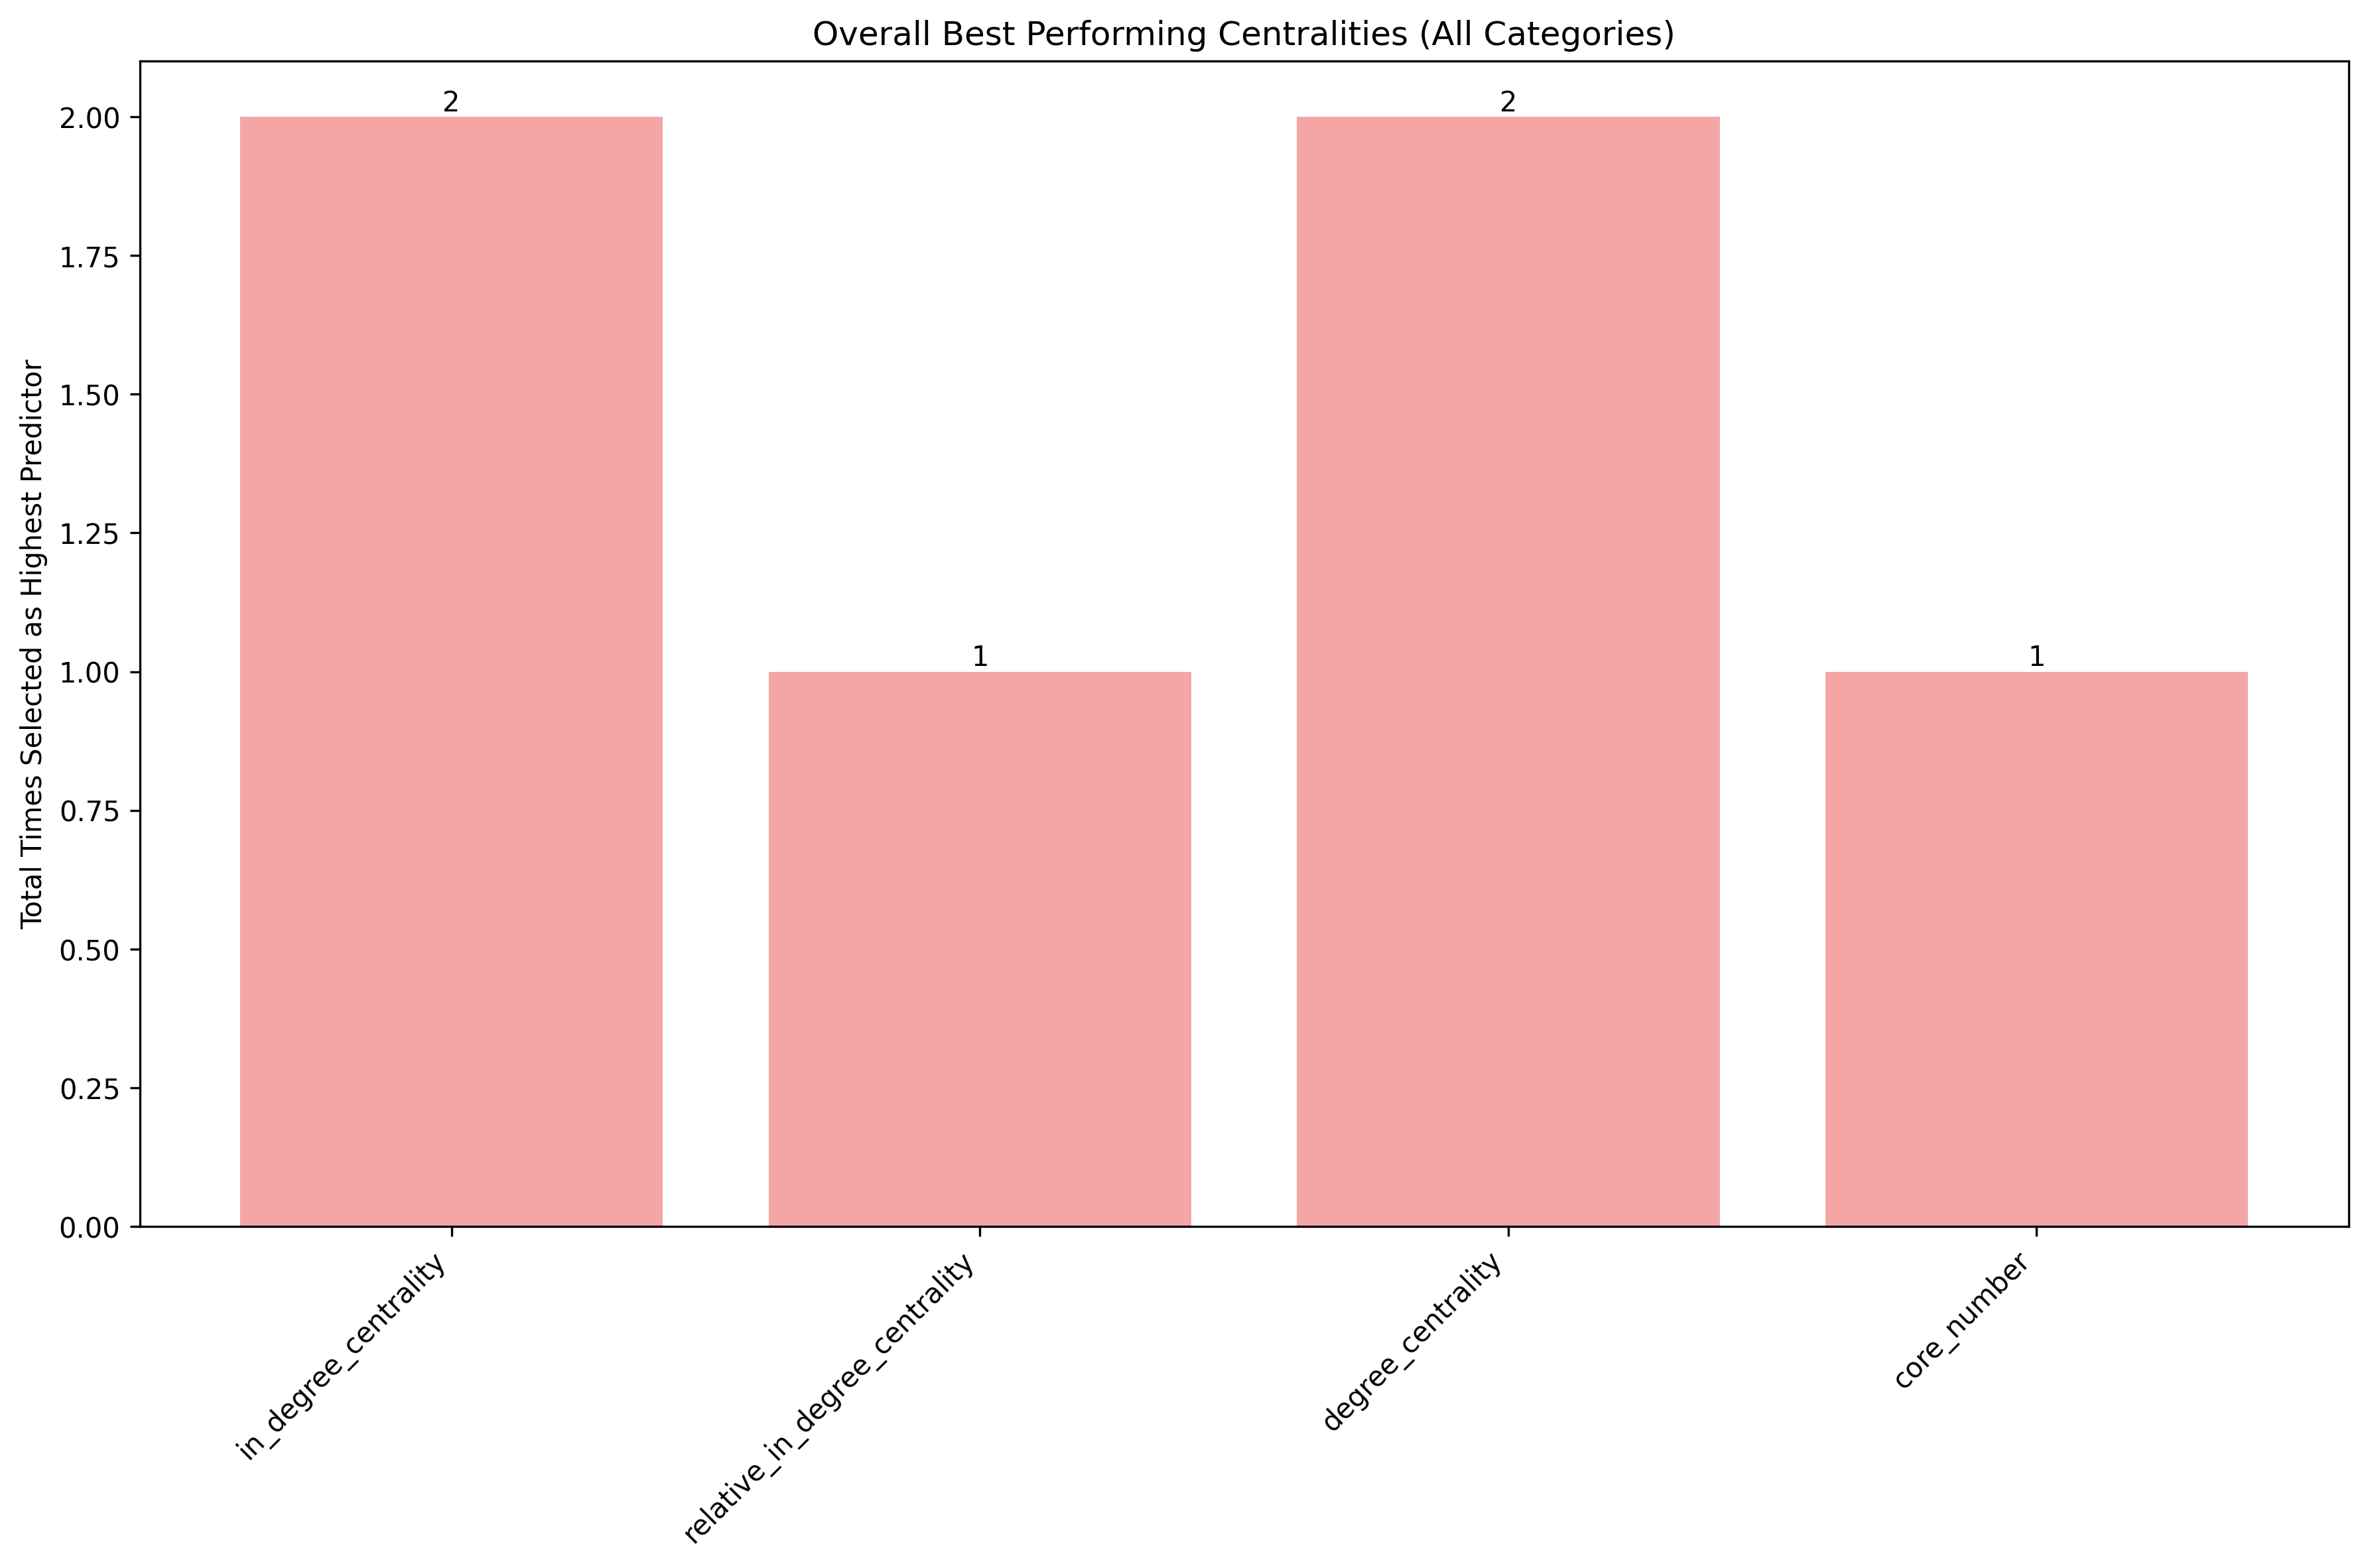 Overall Best Performing Centralities (All Categories)
Total Times Selected as Highest Predictor
2.00
1.75
1.50
1.25
1.00
0.75
0.50
0.25
0.00
2
1
2
1
in_degree_centrality
relative_in_degree_centrality
degree_centrality
core_number